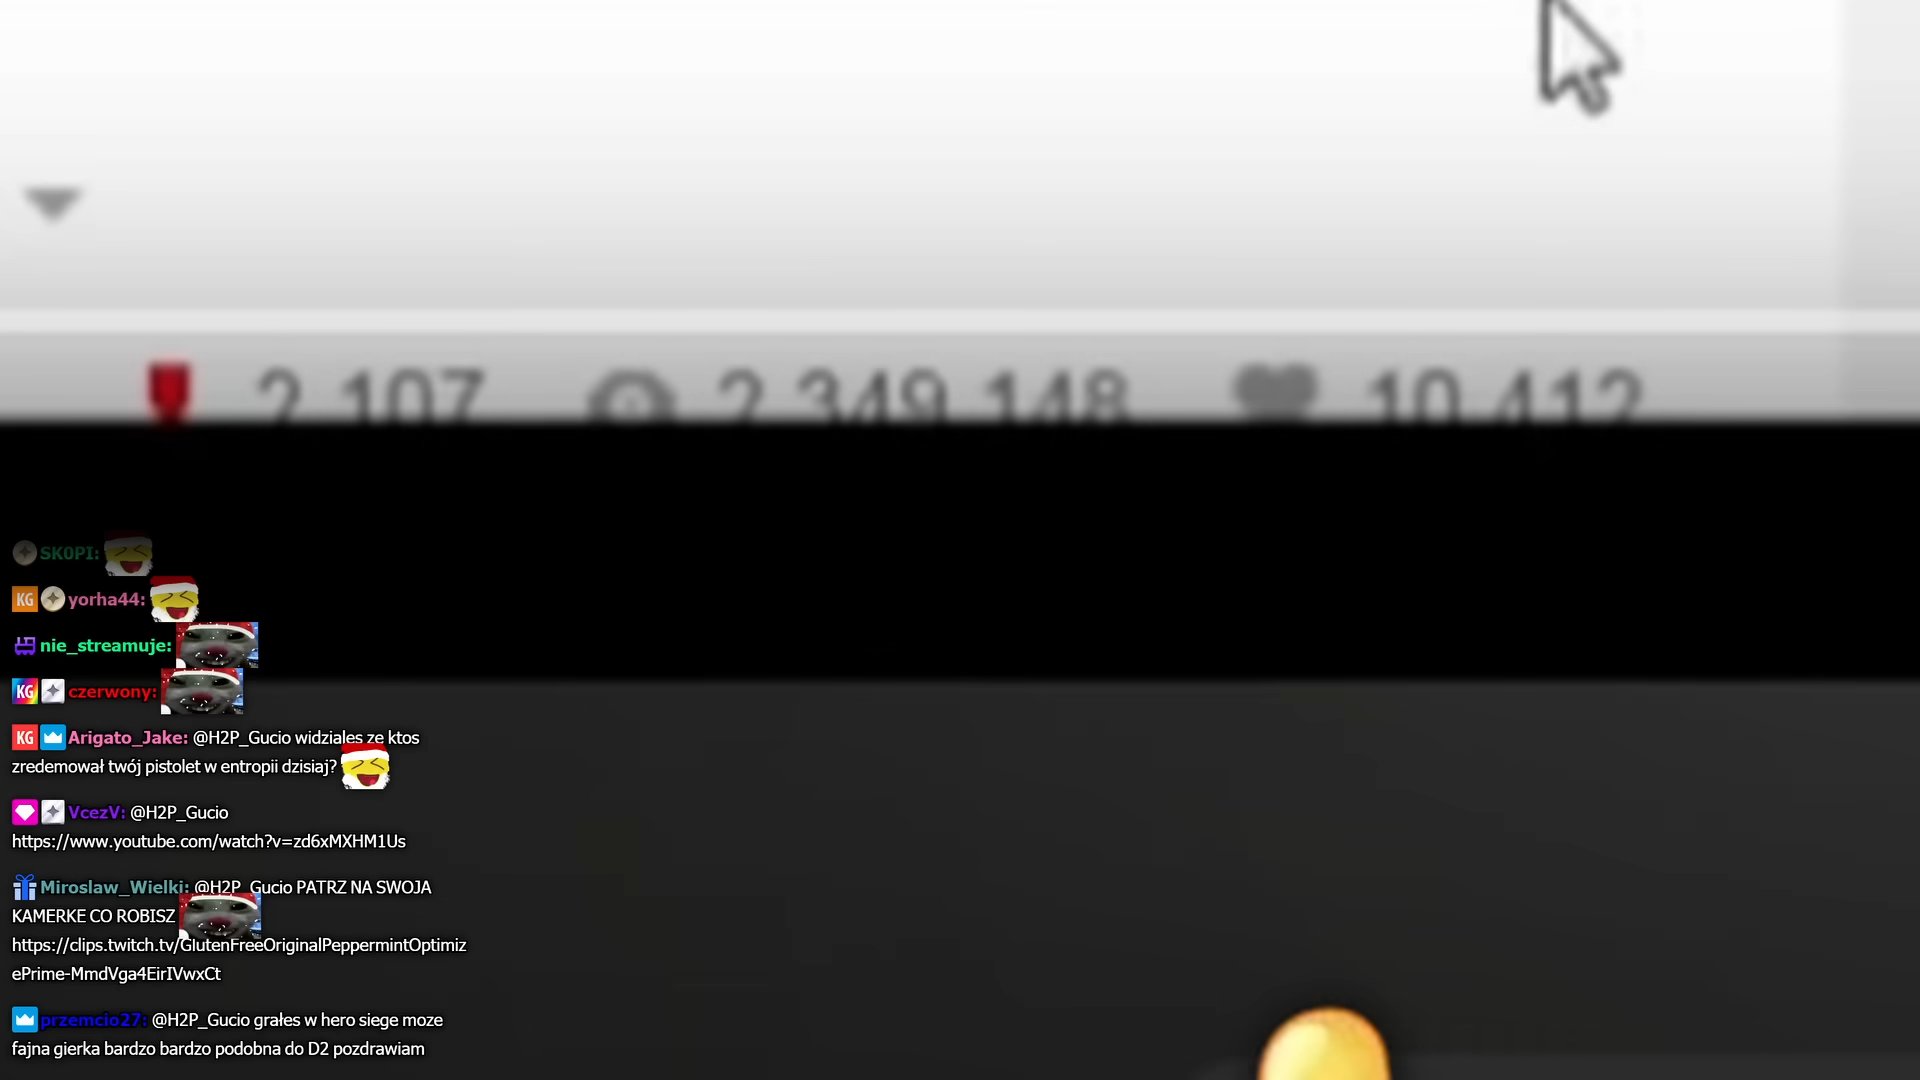 2 107 2 349 148 10 412
SK0PI:
KG yorha44:
nie_streamuje:
KG czerwony:
KG Arigato_Jake: @H2P_Gucio widziales ze ktos
zredemował twój pistolet w entropii dzisiaj?
VcezV: @H2P_Gucio
https://www.youtube.com/watch?v=zd6xMXHM1Us
Miroslaw_Wielki: @H2P_Gucio PATRZ NA SWOJA
KAMERKE CO ROBISZ
https://clips.twitch.tv/GlutenFreeOriginalPeppermintOptimiz
ePrime-MmdVga4EirIVwxCt
przemcio27: @H2P_Gucio grałes w hero siege moze
fajna gierka bardzo bardzo podobna do D2 pozdrawiam